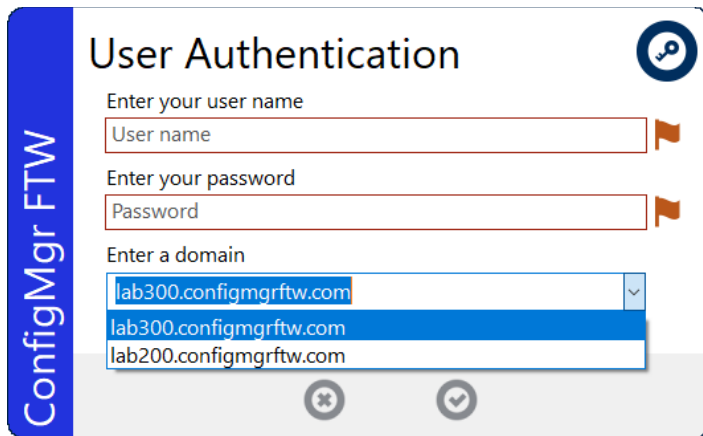 ConfigMgr FTW
User Authentication
Enter your user name
User name
Enter your password
Password
Enter a domain
lab300.configmgrftw.com
lab300.configmgrftw.com
lab200.configmgrftw.com